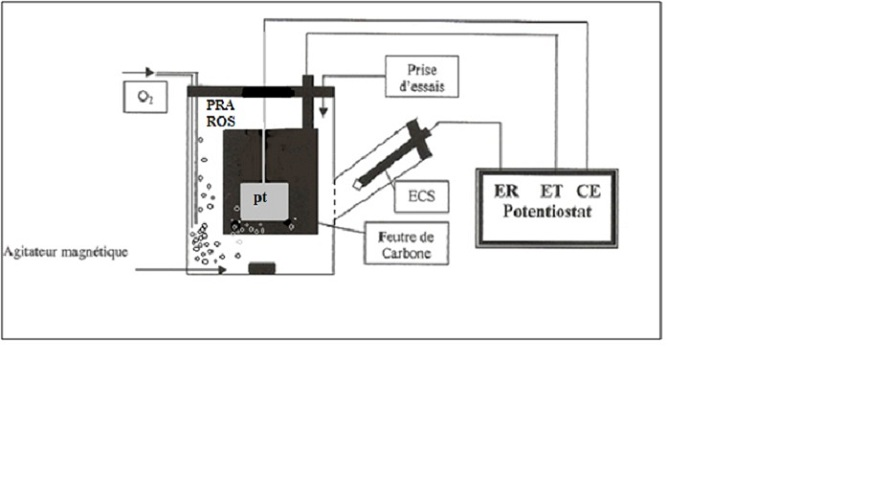 Prise
d'essais
O2
PRA
ROS
pt
ECS
ER ET CE
Potentiostat
Feutre de
Carbone
Agitateur magnétique